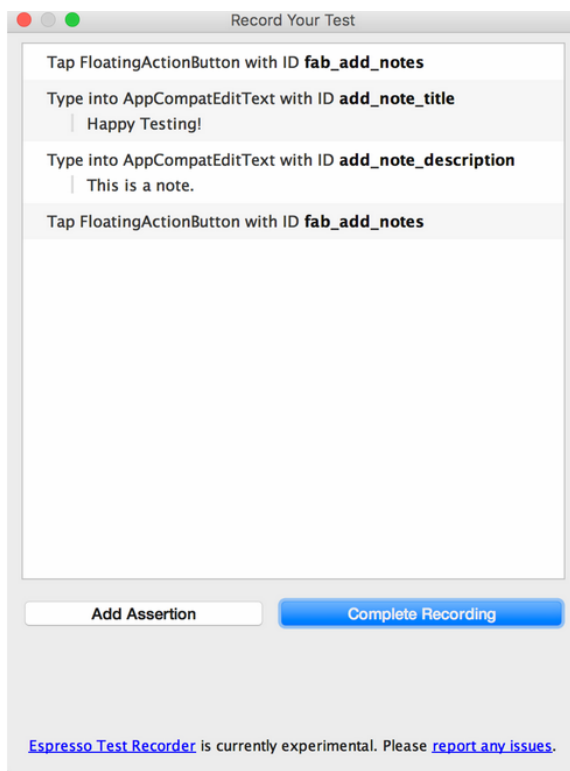 Record Your Test
Tap FloatingActionButton with ID fab_add_notes
Type into AppCompatEditText with ID add_note_title
Happy Testing!
Type into AppCompatEditText with ID add_note_description
This is a note.
Tap FloatingActionButton with ID fab_add_notes
Add Assertion
Complete Recording
Espresso Test Recorder is currently experimental. Please report any issues.